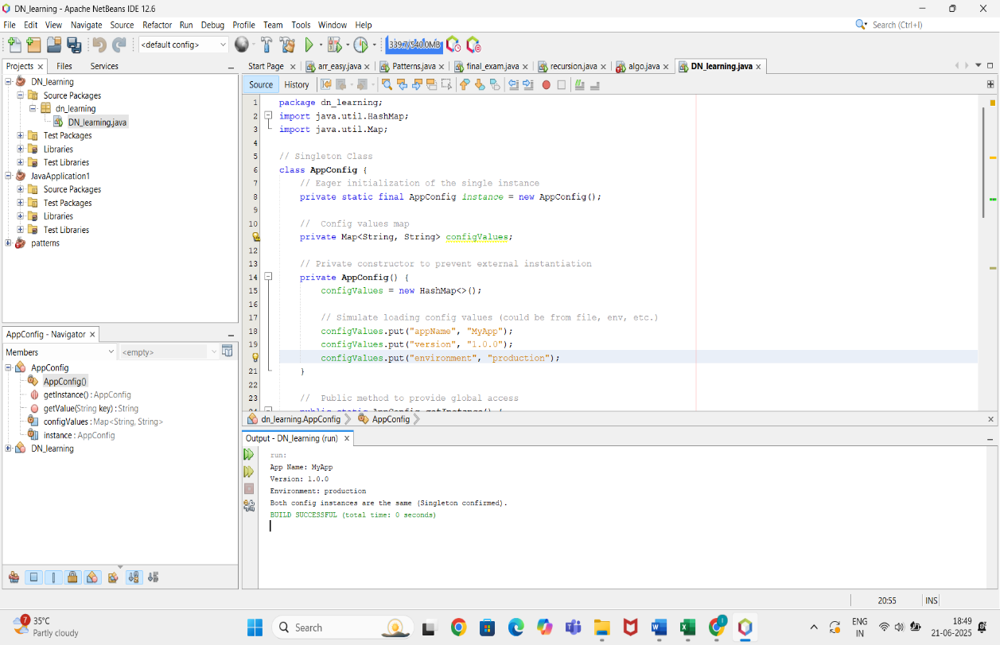 DN_learning - Apache NetBeans IDE 12.6
File Edit View Navigate Source Refactor Run Debug Profile Team Tools Window Help
Search (Ctrl+I)
<default config>
339.7/540.0MB
Projects Files Services
Start Page arr_easy.java Patterns.java final_exam.java recursion.java algo.java DN_learning.java
DN_learning
Source Packages
dn_learning
DN_learning.java
Test Packages
Libraries
Test Libraries
JavaApplication1
Source Packages
Test Packages
Libraries
Test Libraries
patterns
Source History
1 package dn_learning;
2 import java.util.HashMap;
3 import java.util.Map;
4
5 // Singleton Class
6 class AppConfig {
7 // Eager initialization of the single instance
8 private static final AppConfig instance = new AppConfig();
9
10 // Config values map
private Map<String, String> configValues;
12
13 // Private constructor to prevent external instantiation
14 private AppConfig() {
15 configValues = new HashMap<>();
16
17 // Simulate loading config values (could be from file, env, etc.)
18 configValues.put("appName", "MyApp");
19 configValues.put("version", "1.0.0");
configValues.put("environment", "production");
21 }
22
23 // Public method to provide global access
24 public static AppConfig getInstance() {
dn_learning.AppConfig AppConfig
AppConfig - Navigator
Members <empty>
AppConfig
AppConfig()
getInstance() : AppConfig
getValue(String key) : String
configValues : Map<String, String>
instance : AppConfig
DN_learning
Output - DN_learning (run)
run:
App Name: MyApp
Version: 1.0.0
Environment: production
Both config instances are the same (Singleton confirmed).
BUILD SUCCESSFUL (total time: 0 seconds)
20:55 INS
7
35°C
Partly cloudy
Search
ENG
IN
18:49
21-06-2025